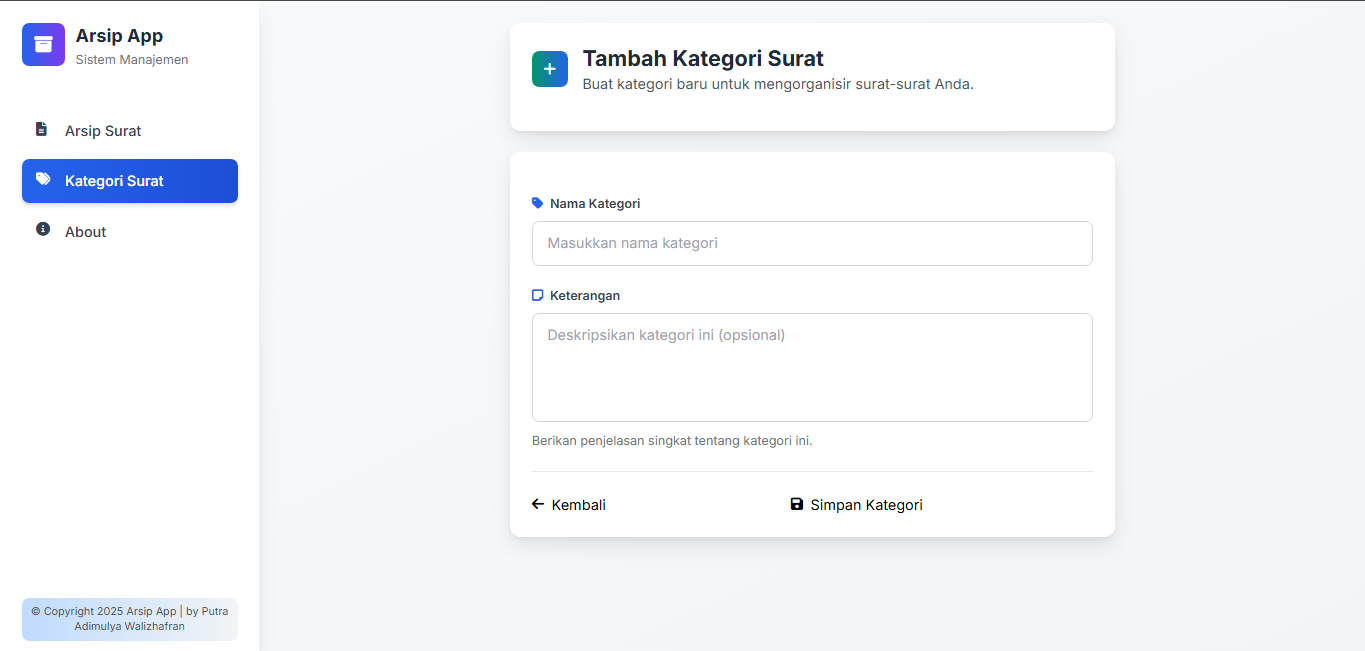 Arsip App
Sistem Manajemen
Arsip Surat
Kategori Surat
About
© Copyright 2025 Arsip App | by Putra
Adimulya Walizhafran
Tambah Kategori Surat
Buat kategori baru untuk mengorganisir surat-surat Anda.
Nama Kategori
Masukkan nama kategori
Keterangan
Deskripsikan kategori ini (opsional)
Berikan penjelasan singkat tentang kategori ini.
Kembali
Simpan Kategori